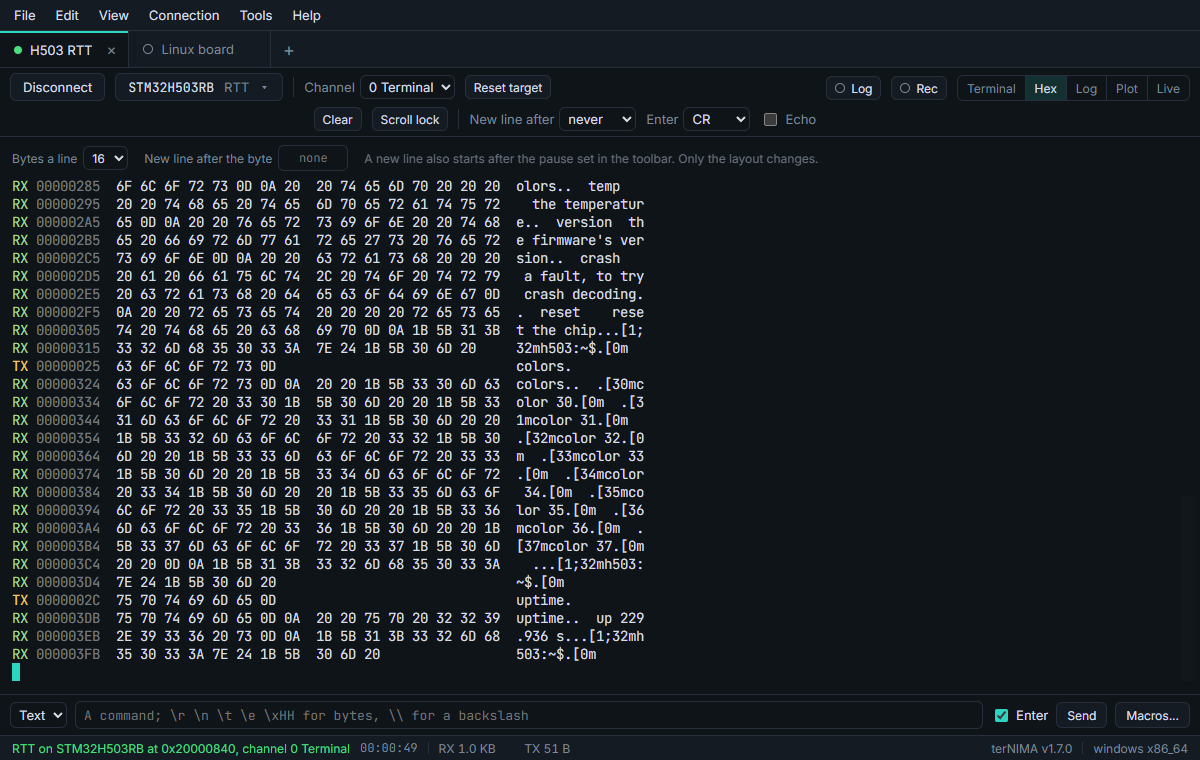 File Edit View Connection Tools Help
H503 RTT × Linux board +
Disconnect STM32H503RB RTT Channel 0 Terminal Reset target Log Rec Terminal Hex Log Plot Live
Clear Scroll lock New line after never Enter CR Echo
Bytes a line 16 New line after the byte none A new line also starts after the pause set in the toolbar. Only the layout changes.
RX 00000285 6F 6C 6F 72 73 0D 0A 20 20 74 65 6D 70 20 20 20 olors..  temp
RX 00000295 20 20 74 68 65 20 74 65 6D 70 65 72 61 74 75 72   the temperatur
RX 000002A5 65 0D 0A 20 20 76 65 72 73 69 6F 6E 20 20 74 68 e..  version  th
RX 000002B5 65 20 66 69 72 6D 77 61 72 65 27 73 20 76 65 72 e firmware's ver
RX 000002C5 73 69 6F 6E 0D 0A 20 20 63 72 61 73 68 20 20 20 sion..  crash
RX 000002D5 20 61 20 66 61 75 6C 74 2C 20 74 6F 20 74 72 79  a fault, to try
RX 000002E5 20 63 72 61 73 68 20 64 65 63 6F 64 69 6E 67 0D  crash decoding.
RX 000002F5 0A 20 20 72 65 73 65 74 20 20 20 20 72 65 73 65 .  reset    rese
RX 00000305 74 20 74 68 65 20 63 68 69 70 0D 0A 1B 5B 31 3B t the chip...[1;
RX 00000315 33 32 6D 68 35 30 33 3A 7E 24 1B 5B 30 6D 20 32mh503:~$.[0m
TX 00000025 63 6F 6C 6F 72 73 0D colors.
RX 00000324 63 6F 6C 6F 72 73 0D 0A 20 20 1B 5B 33 30 6D 63 colors..  .[30mc
RX 00000334 6F 6C 6F 72 20 33 30 1B 5B 30 6D 20 20 1B 5B 33 olor 30.[0m  .[3
RX 00000344 31 6D 63 6F 6C 6F 72 20 33 31 1B 5B 30 6D 20 20 1mcolor 31.[0m
RX 00000354 1B 5B 33 32 6D 63 6F 6C 6F 72 20 33 32 1B 5B 30 .[32mcolor 32.[0
RX 00000364 6D 20 20 1B 5B 33 33 6D 63 6F 6C 6F 72 20 33 33 m  .[33mcolor 33
RX 00000374 1B 5B 30 6D 20 20 1B 5B 33 34 6D 63 6F 6C 6F 72 .[0m  .[34mcolor
RX 00000384 20 33 34 1B 5B 30 6D 20 20 1B 5B 33 35 6D 63 6F  34.[0m  .[35mco
RX 00000394 6C 6F 72 20 33 35 1B 5B 30 6D 20 20 1B 5B 33 36 lor 35.[0m  .[36
RX 000003A4 6D 63 6F 6C 6F 72 20 33 36 1B 5B 30 6D 20 20 1B mcolor 36.[0m  .
RX 000003B4 5B 33 37 6D 63 6F 6C 6F 72 20 33 37 1B 5B 30 6D [37mcolor 37.[0m
RX 000003C4 20 20 0D 0A 1B 5B 31 3B 33 32 6D 68 35 30 33 3A   ...[1;32mh503:
RX 000003D4 7E 24 1B 5B 30 6D 20 ~$.[0m
TX 0000002C 75 70 74 69 6D 65 0D uptime.
RX 000003DB 75 70 74 69 6D 65 0D 0A 20 20 75 70 20 32 32 39 uptime..  up 229
RX 000003EB 2E 39 33 36 20 73 0D 0A 1B 5B 31 3B 33 32 6D 68 .936 s...[1;32mh
RX 000003FB 35 30 33 3A 7E 24 1B 5B 30 6D 20 503:~$.[0m
Text A command; \r \n \t \e \xHH for bytes, \\ for a backslash Enter Send Macros...
RTT on STM32H503RB at 0x20000840, channel 0 Terminal 00:00:49 RX 1.0 KB TX 51 B terNIMA v1.7.0 windows x86_64